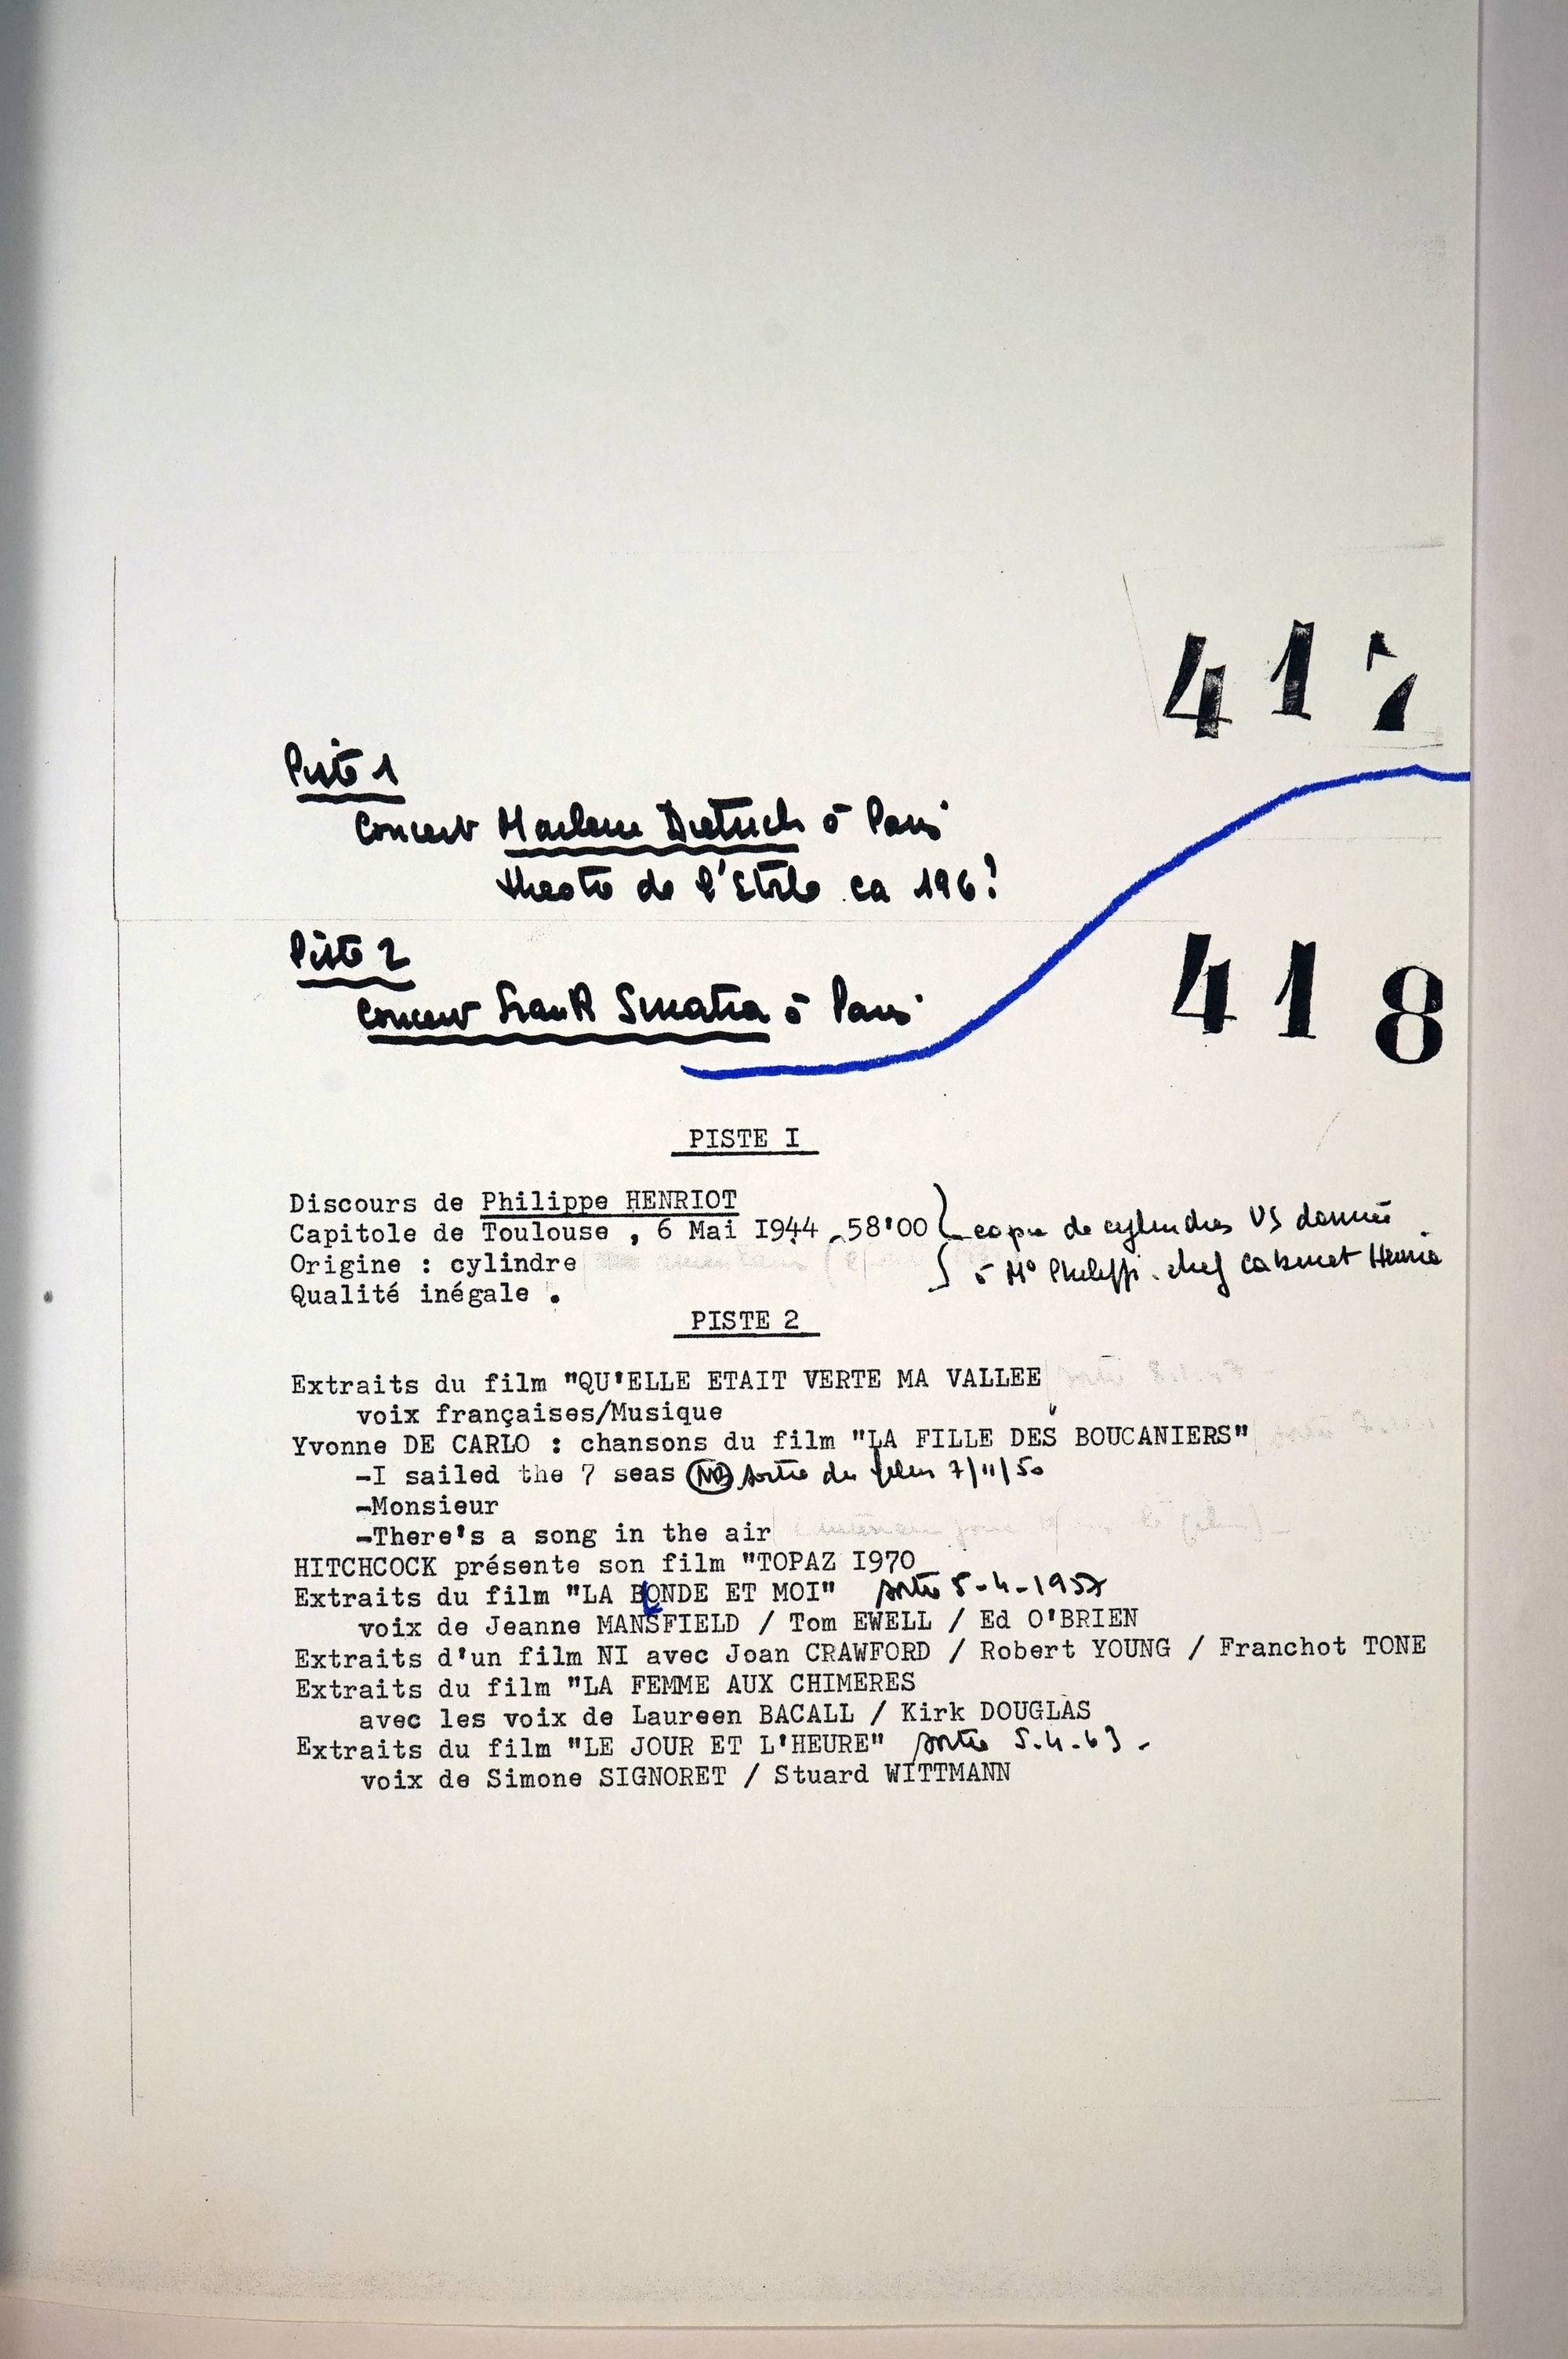 417
Piste 1
Concert Marlene Dietrich à Paris
theatre de l'Etoile ca 196?
418
Piste 2
Concert Frank Sinatra à Paris
PISTE I
Discours de Philippe HENRIOT
Capitole de Toulouse , 6 Mai I944 58'00 copie de cylindres US donnée
Origine : cylindre à Me Philippi. chef Cabinet
Qualité inégale .
PISTE 2
Extraits du film "QU'ELLE ETAIT VERTE MA VALLEE
voix françaises/Musique
Yvonne DE CARLO : chansons du film "LA FILLE DES BOUCANIERS"
-I sailed the 7 seas sortie du film 7/11/50
-Monsieur
-There's a song in the air
HITCHCOCK présente son film "TOPAZ I970
Extraits du film "LA BLONDE ET MOI" sortie 5-4-1957
voix de Jeanne MANSFIELD / Tom EWELL / Ed O'BRIEN
Extraits d'un film NI avec Joan CRAWFORD / Robert YOUNG / Franchot TONE
Extraits du film "LA FEMME AUX CHIMERES
avec les voix de Laureen BACALL / Kirk DOUGLAS
Extraits du film "LE JOUR ET L'HEURE" sortie 5.4.63.
voix de Simone SIGNORET / Stuard WITTMANN